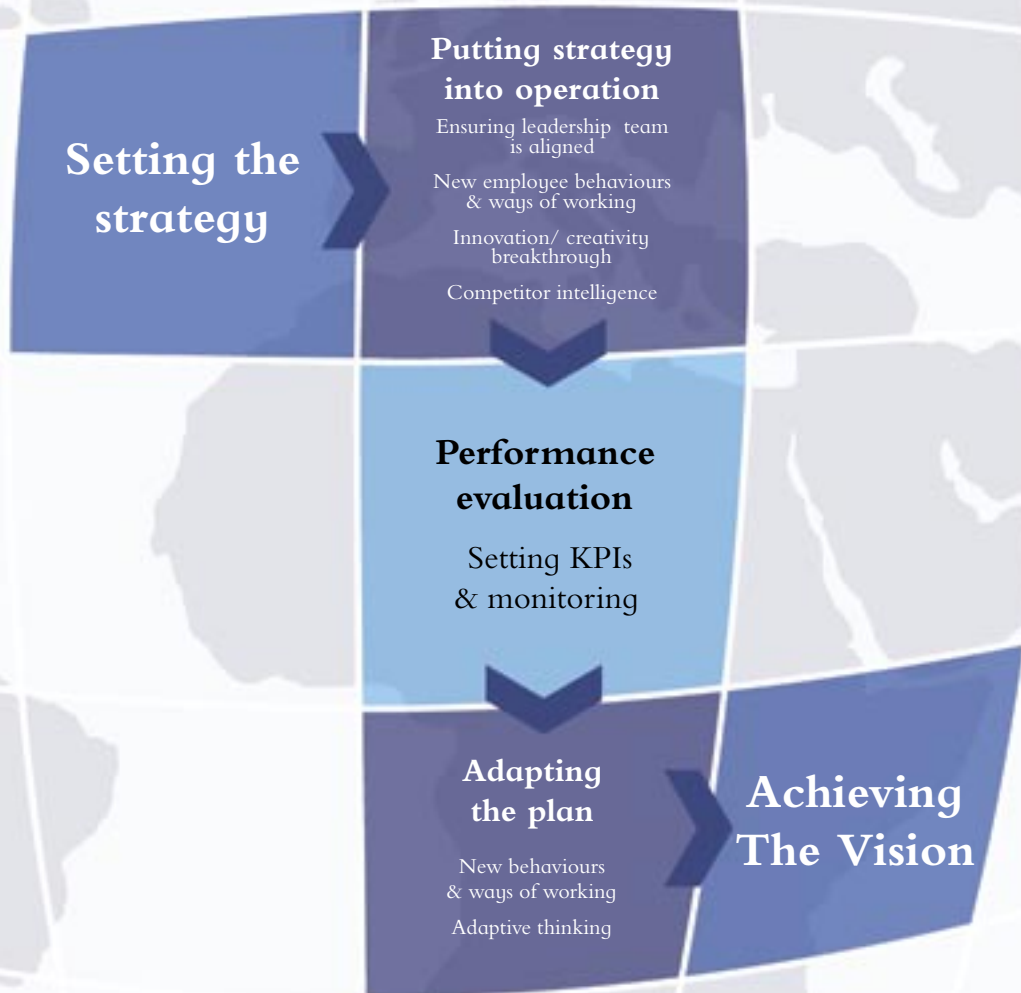 Setting the
strategy
Putting strategy
into operation
Ensuring leadership team
is aligned
New employee behaviours
& ways of working
Innovation/ creativity
breakthrough
Competitor intelligence
Performance
evaluation
Setting KPIs
& monitoring
Adapting
the plan
New behaviours
& ways of working
Adaptive thinking
Achieving
The Vision